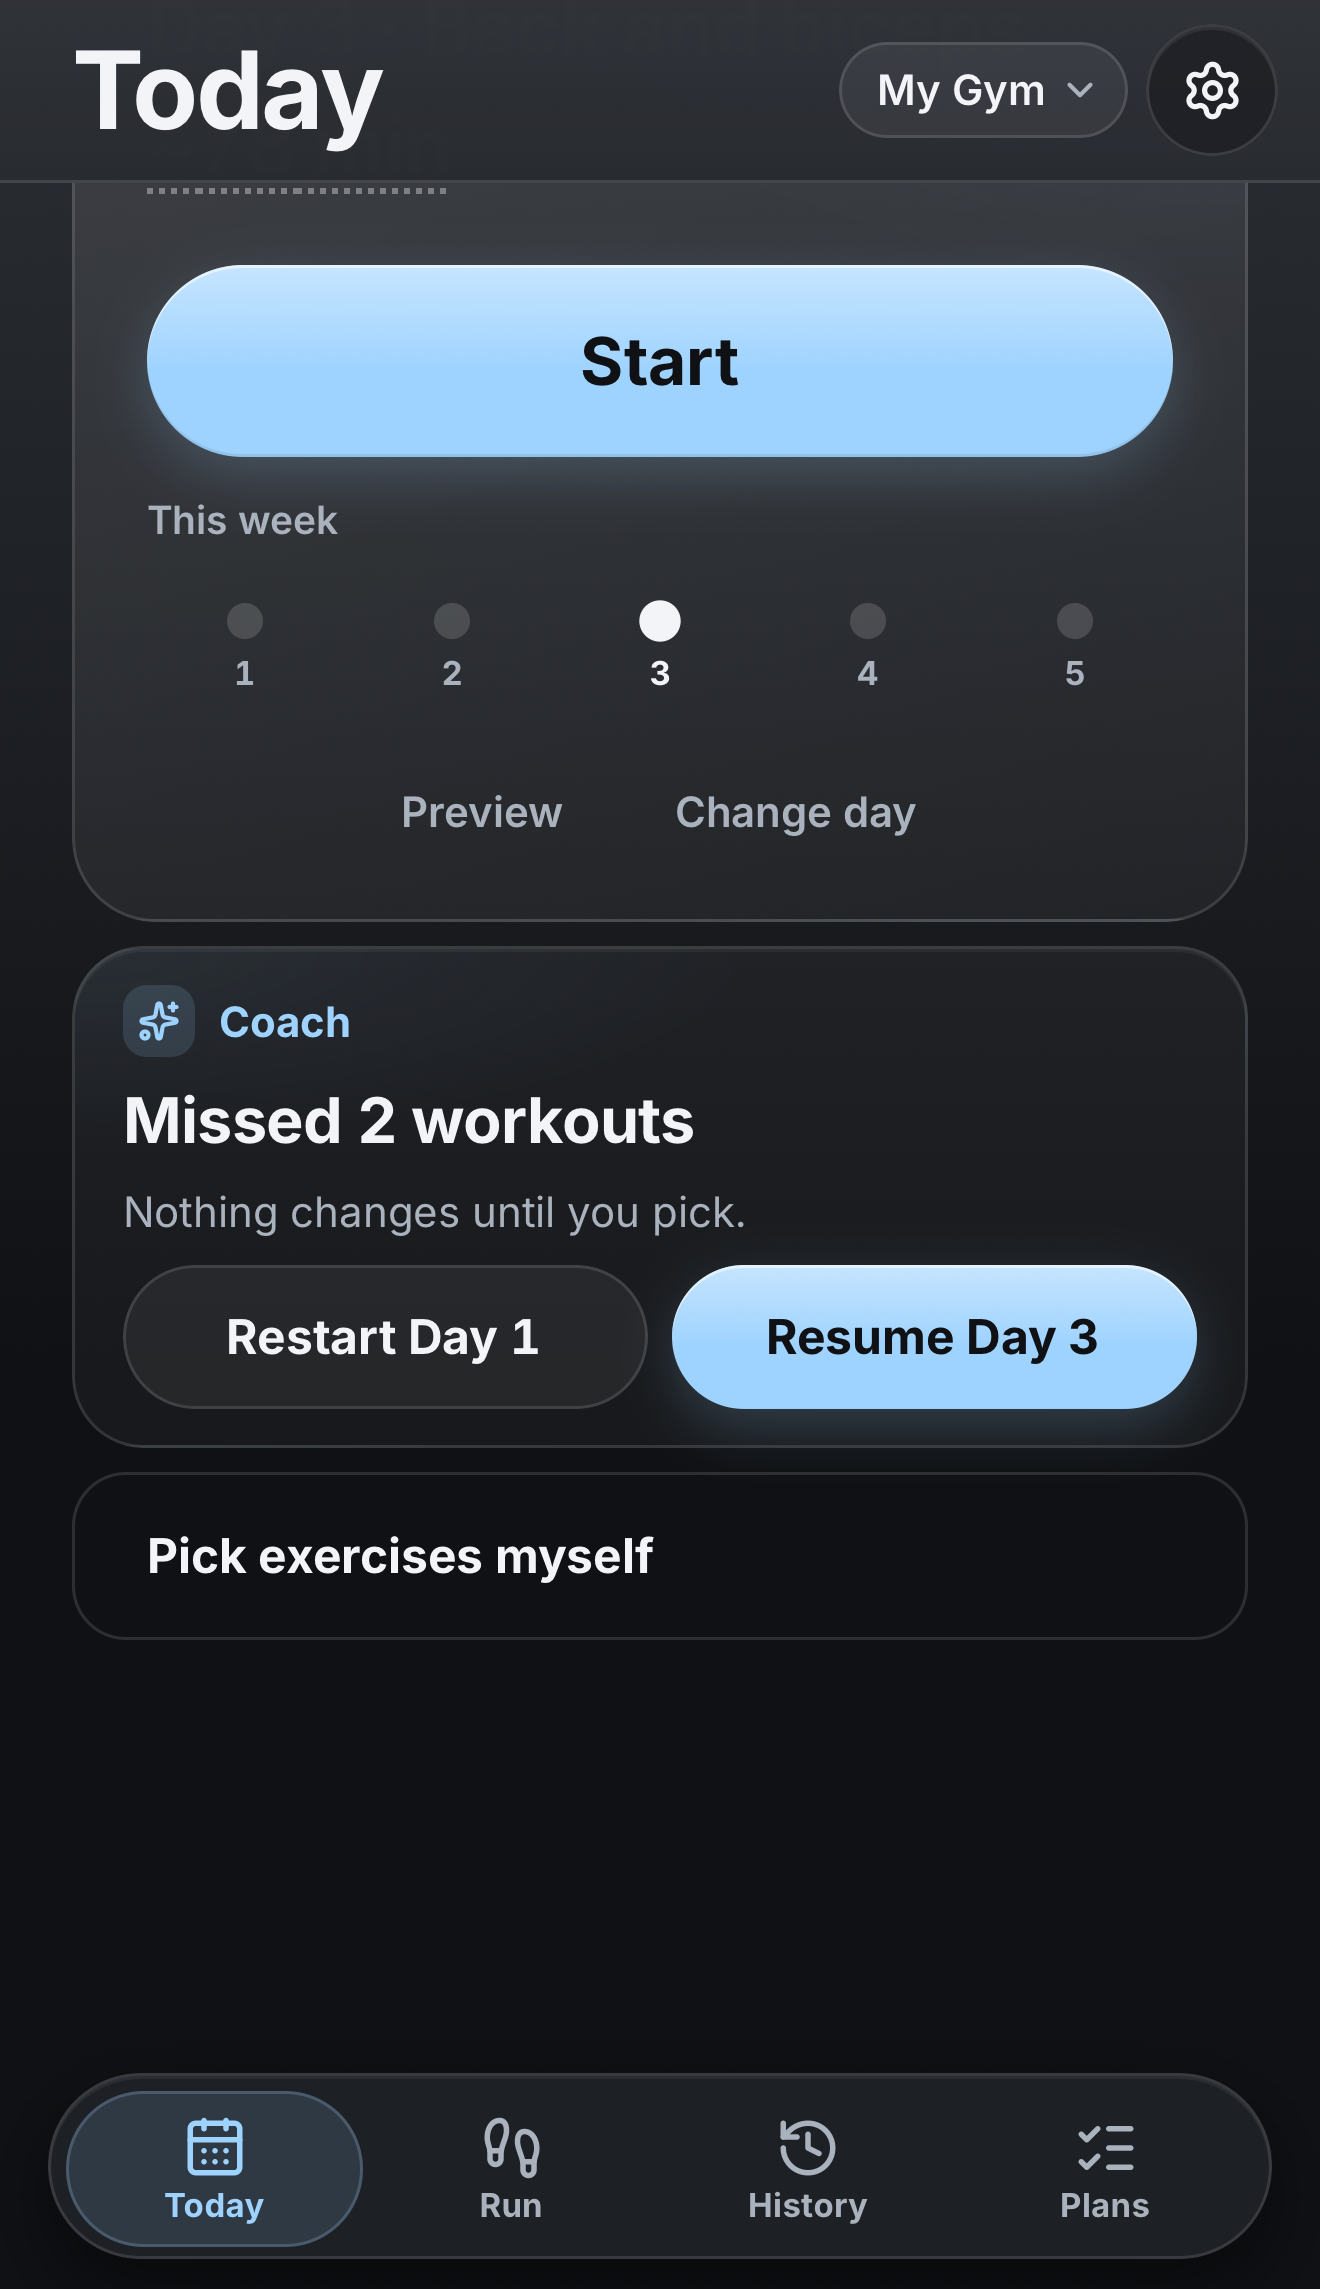 Today
My Gym
Start
This week
1 2 3 4 5
Preview Change day
Coach
Missed 2 workouts
Nothing changes until you pick.
Restart Day 1 Resume Day 3
Pick exercises myself
Today Run History Plans